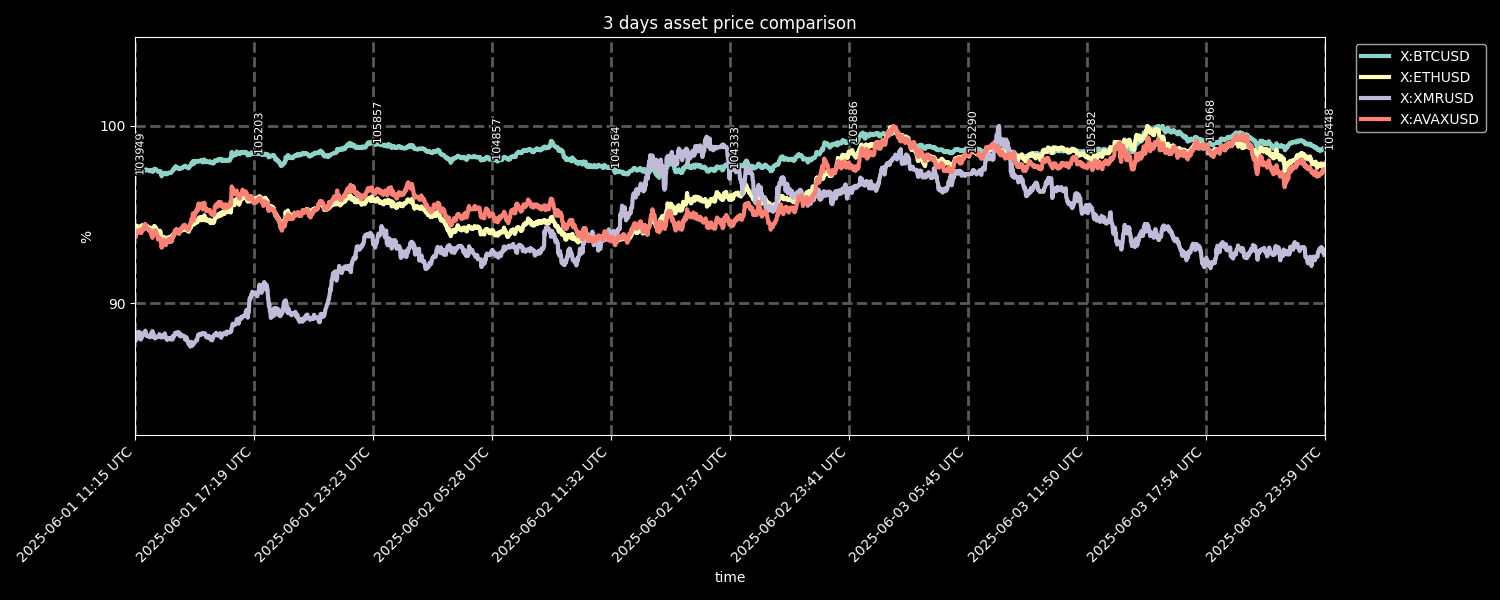 3 days asset price comparison
X:BTCUSD
X:ETHUSD
X:XMRUSD
X:AVAXUSD
100
90
%
103949
105203
105857
104857
104364
104333
105886
105290
105282
105968
105448
2025-06-01 11:15 UTC
2025-06-01 17:19 UTC
2025-06-01 23:23 UTC
2025-06-02 05:28 UTC
2025-06-02 11:32 UTC
2025-06-02 17:37 UTC
2025-06-02 23:41 UTC
2025-06-03 05:45 UTC
2025-06-03 11:50 UTC
2025-06-03 17:54 UTC
2025-06-03 23:59 UTC
time